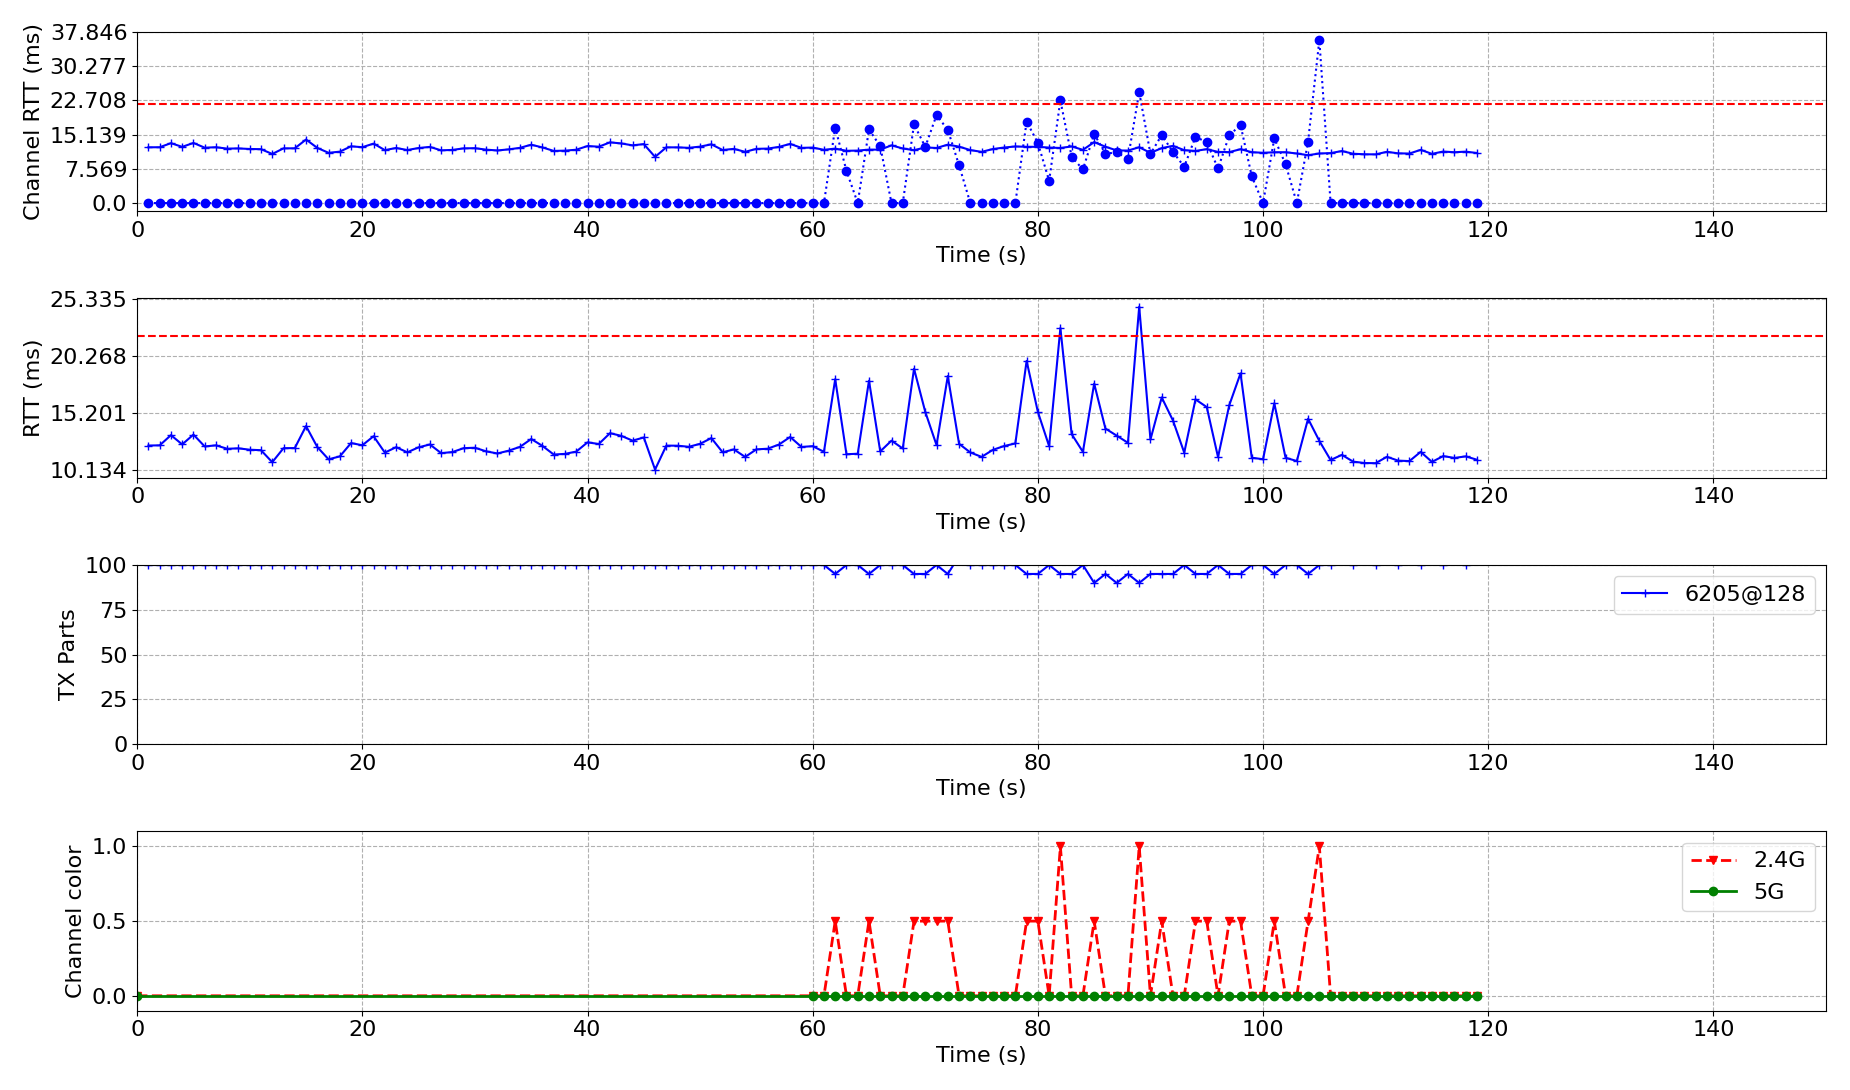 Channel RTT (ms)
37.846
30.277
22.708
15.139
7.569
0.0
0 20 40 60 80 100 120 140
Time (s)
RTT (ms)
25.335
20.268
15.201
10.134
0 20 40 60 80 100 120 140
Time (s)
TX Parts
100
75
50
25
0
6205@128
0 20 40 60 80 100 120 140
Time (s)
Channel color
1.0
0.5
0.0
2.4G
5G
0 20 40 60 80 100 120 140
Time (s)